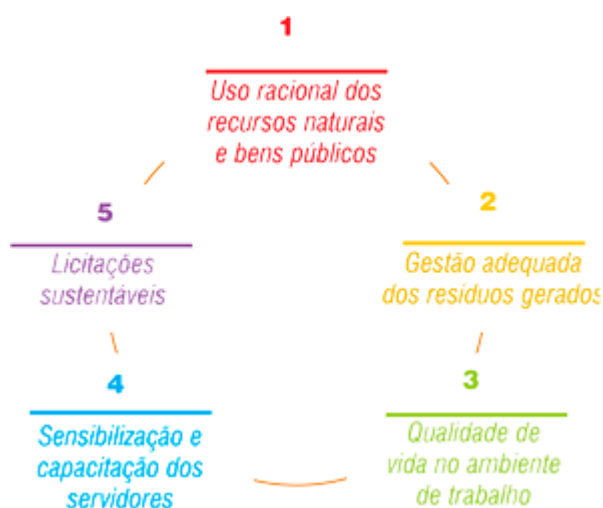 1
Uso racional dos
recursos naturais
e bens públicos
2
Gestão adequada
dos resíduos gerados
3
Qualidade de
vida no ambiente
de trabalho
4
Sensibilização e
capacitação dos
servidores
5
Licitações
sustentáveis